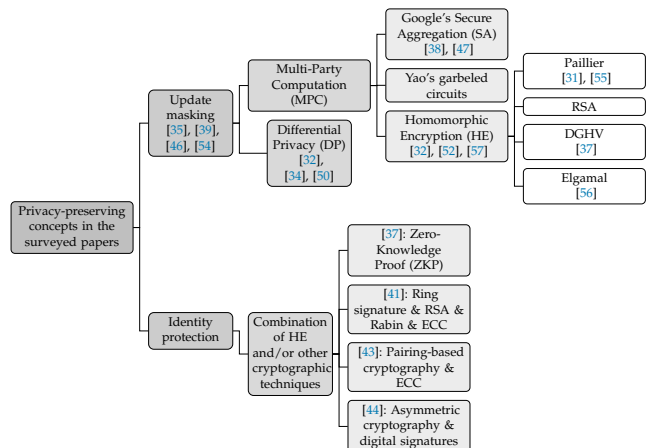 Privacy-preserving
concepts in the
surveyed papers
Update
masking
[35], [39],
[46], [54]
Multi-Party
Computation
(MPC)
Google's Secure
Aggregation (SA)
[38], [47]
Yao's garbeled
circuits
Homomorphic
Encryption (HE)
[32], [52], [57]
Paillier
[31], [55]
RSA
DGHV
[37]
Elgamal
[56]
Differential
Privacy (DP)
[32],
[34], [50]
Identity
protection
Combination
of HE
and/or other
cryptographic
techniques
[37]: Zero-
Knowledge
Proof (ZKP)
[41]: Ring
signature & RSA &
Rabin & ECC
[43]: Pairing-based
cryptography &
ECC
[44]: Asymmetric
cryptography &
digital signatures